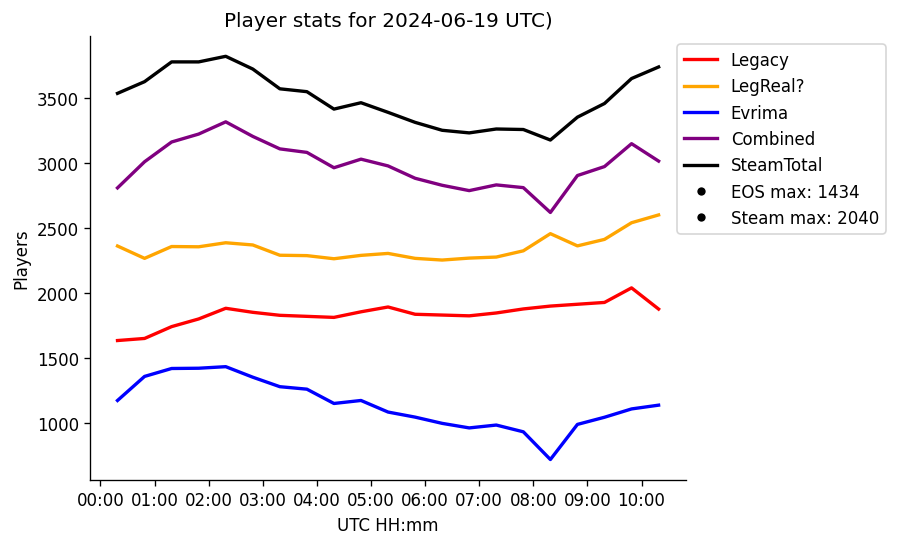 Player stats for 2024-06-19 UTC)
Legacy
LegReal?
Evrima
Combined
SteamTotal
EOS max: 1434
Steam max: 2040
Players
3500
3000
2500
2000
1500
1000
00:00 01:00 02:00 03:00 04:00 05:00 06:00 07:00 08:00 09:00 10:00
UTC HH:mm